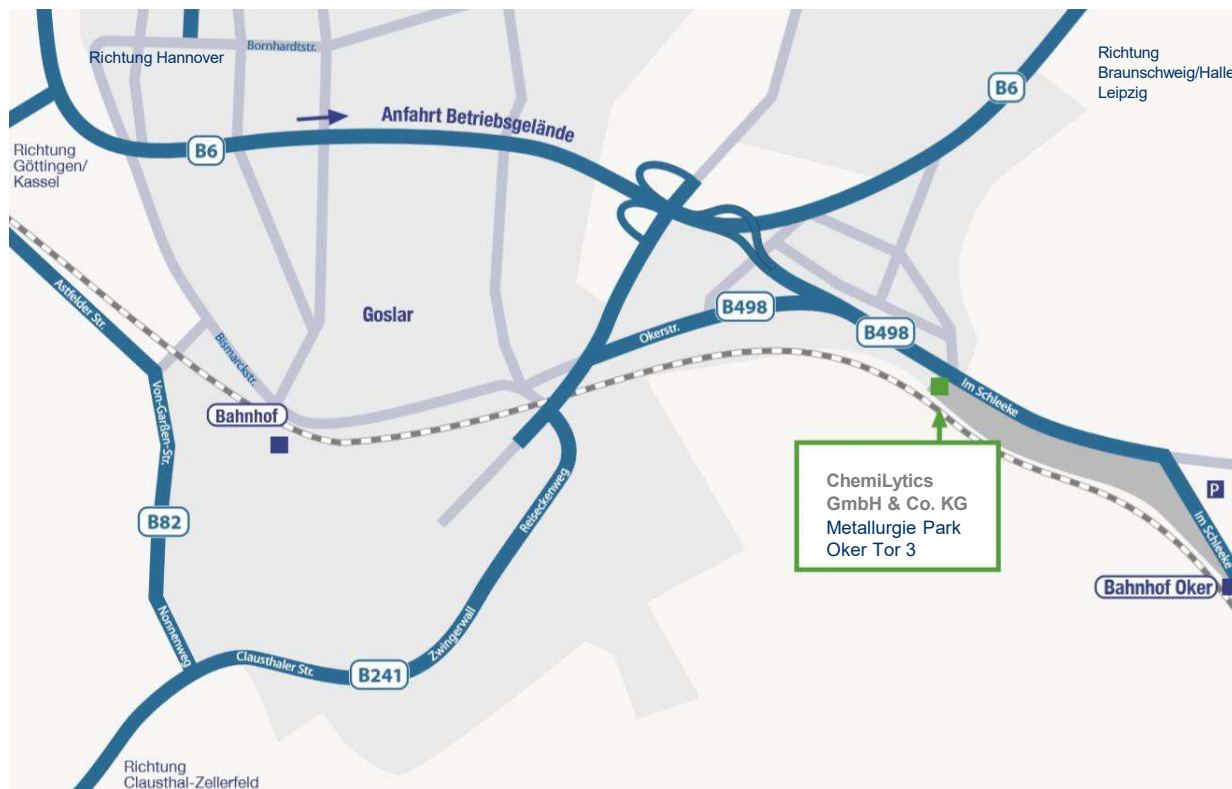 Bornhardtstr.
Richtung Hannover
Richtung
Braunschweig/Halle
Leipzig
B6
Anfahrt Betriebsgelände
B6
Richtung
Göttingen/
Kassel
Astfelder Str.
Goslar
B498
Okerstr.
B498
Bismarckstr.
Im Schleeke
Von-Garßen-Str.
Bahnhof
ChemiLytics
GmbH & Co. KG
Metallurgie Park
Oker Tor 3
P
Im Schleeke
Reiseckenweg
B82
Bahnhof Oker
Nonnenweg
Zwingerwall
Clausthaler Str.
B241
Richtung
Clausthal-Zellerfeld